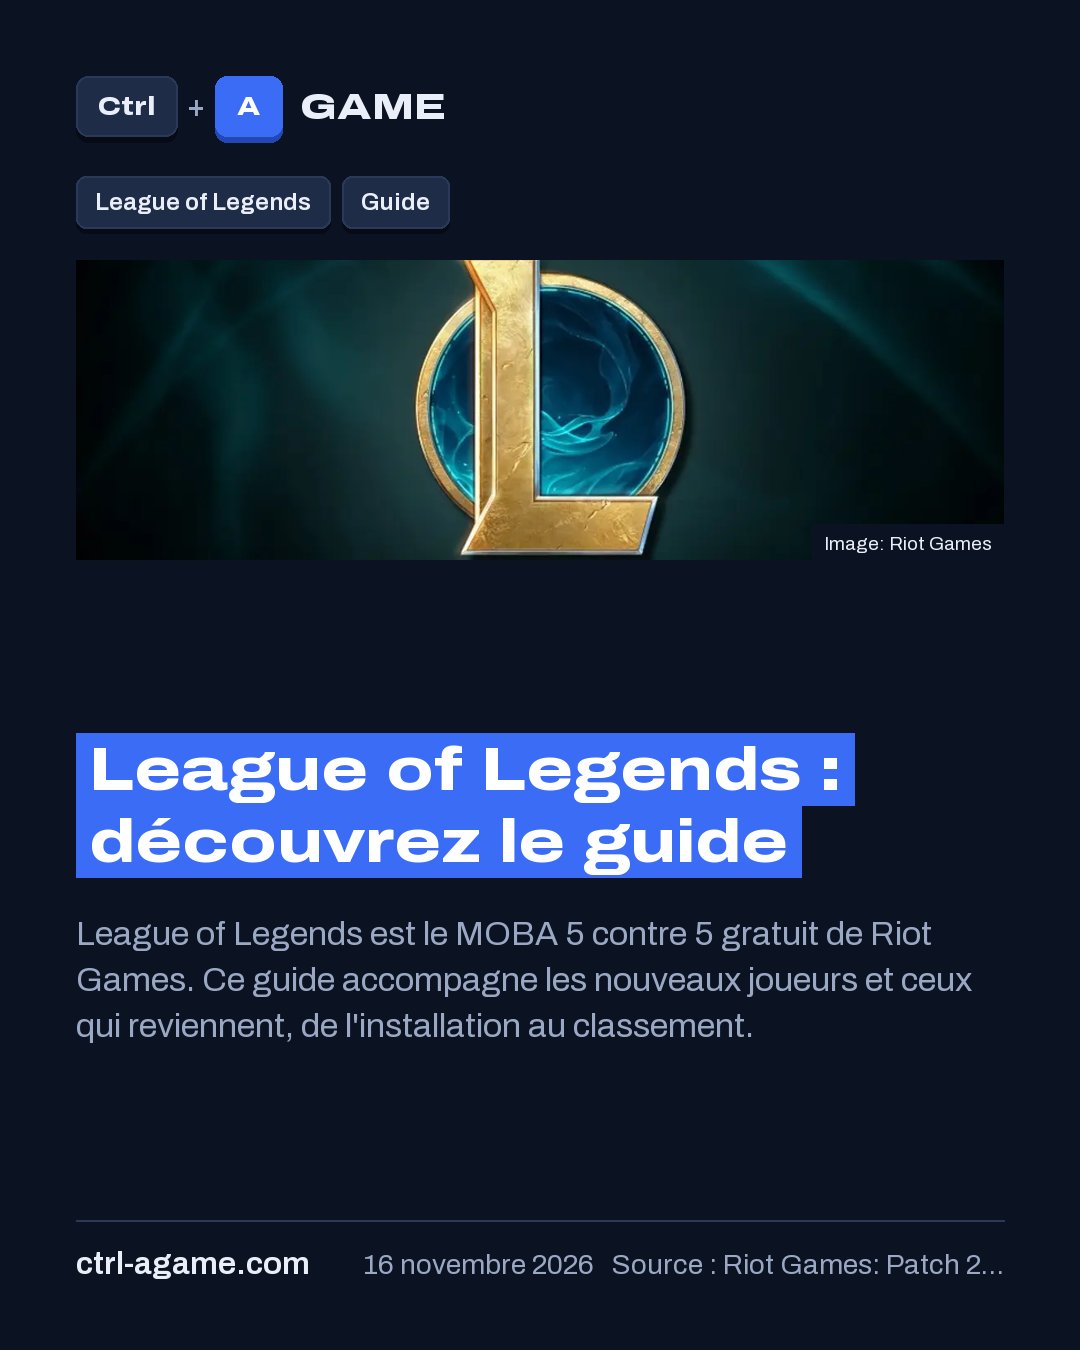 Ctrl + A GAME
League of Legends Guide
Image: Riot Games
League of Legends :
découvrez le guide
League of Legends est le MOBA 5 contre 5 gratuit de Riot
Games. Ce guide accompagne les nouveaux joueurs et ceux
qui reviennent, de l'installation au classement.
ctrl-agame.com 16 novembre 2026 Source : Riot Games: Patch 2...